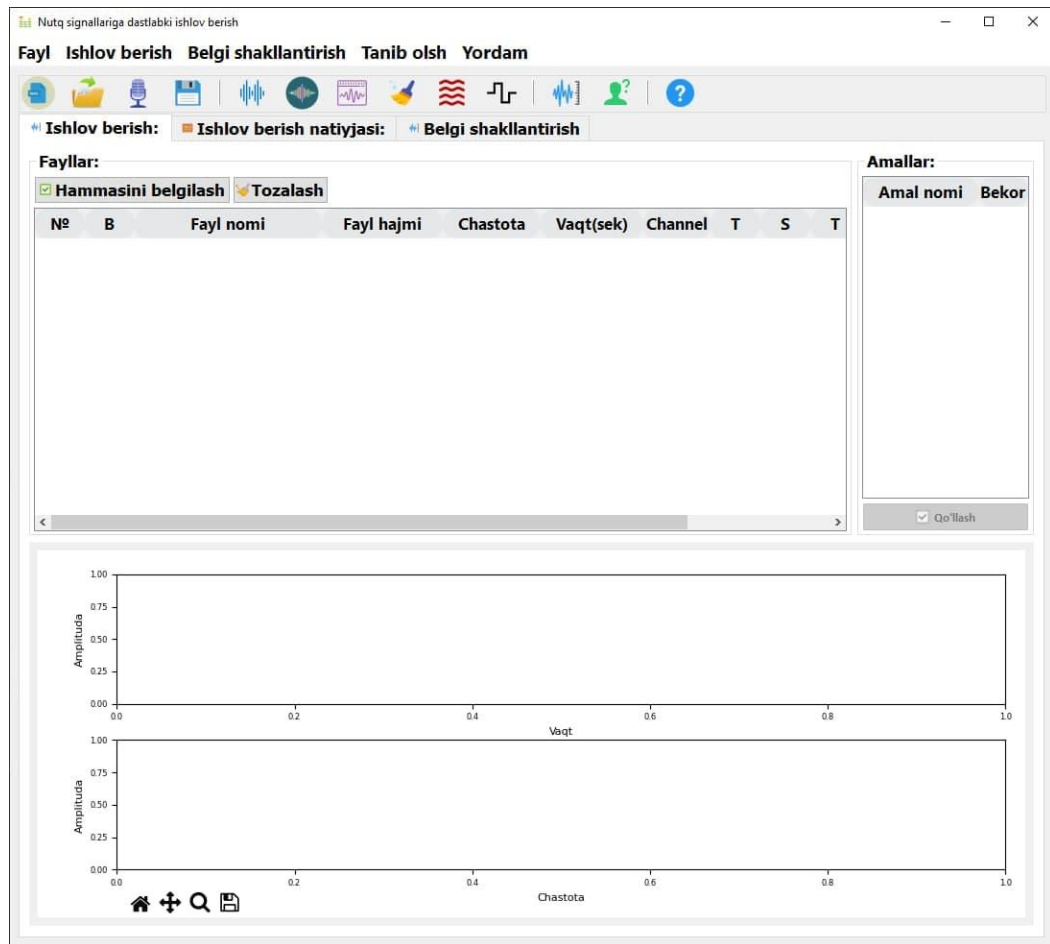 Nutq signallariga dastlabki ishlov berish
Fayl Ishlov berish Belgi shakllantirish Tanib olsh Yordam
Ishlov berish: Ishlov berish natiyjasi: Belgi shakllantirish
Fayllar:
Hammasini belgilash Tozalash
№ B Fayl nomi Fayl hajmi Chastota Vaqt(sek) Channel T S T
Amallar:
Amal nomi Bekor
Qo'llash
1.00
0.75
0.50
0.25
0.00
Amplituda
0.0 0.2 0.4 0.6 0.8 1.0
Vaqt
1.00
0.75
0.50
0.25
0.00
Amplituda
0.0 0.2 0.4 0.6 0.8 1.0
Chastota